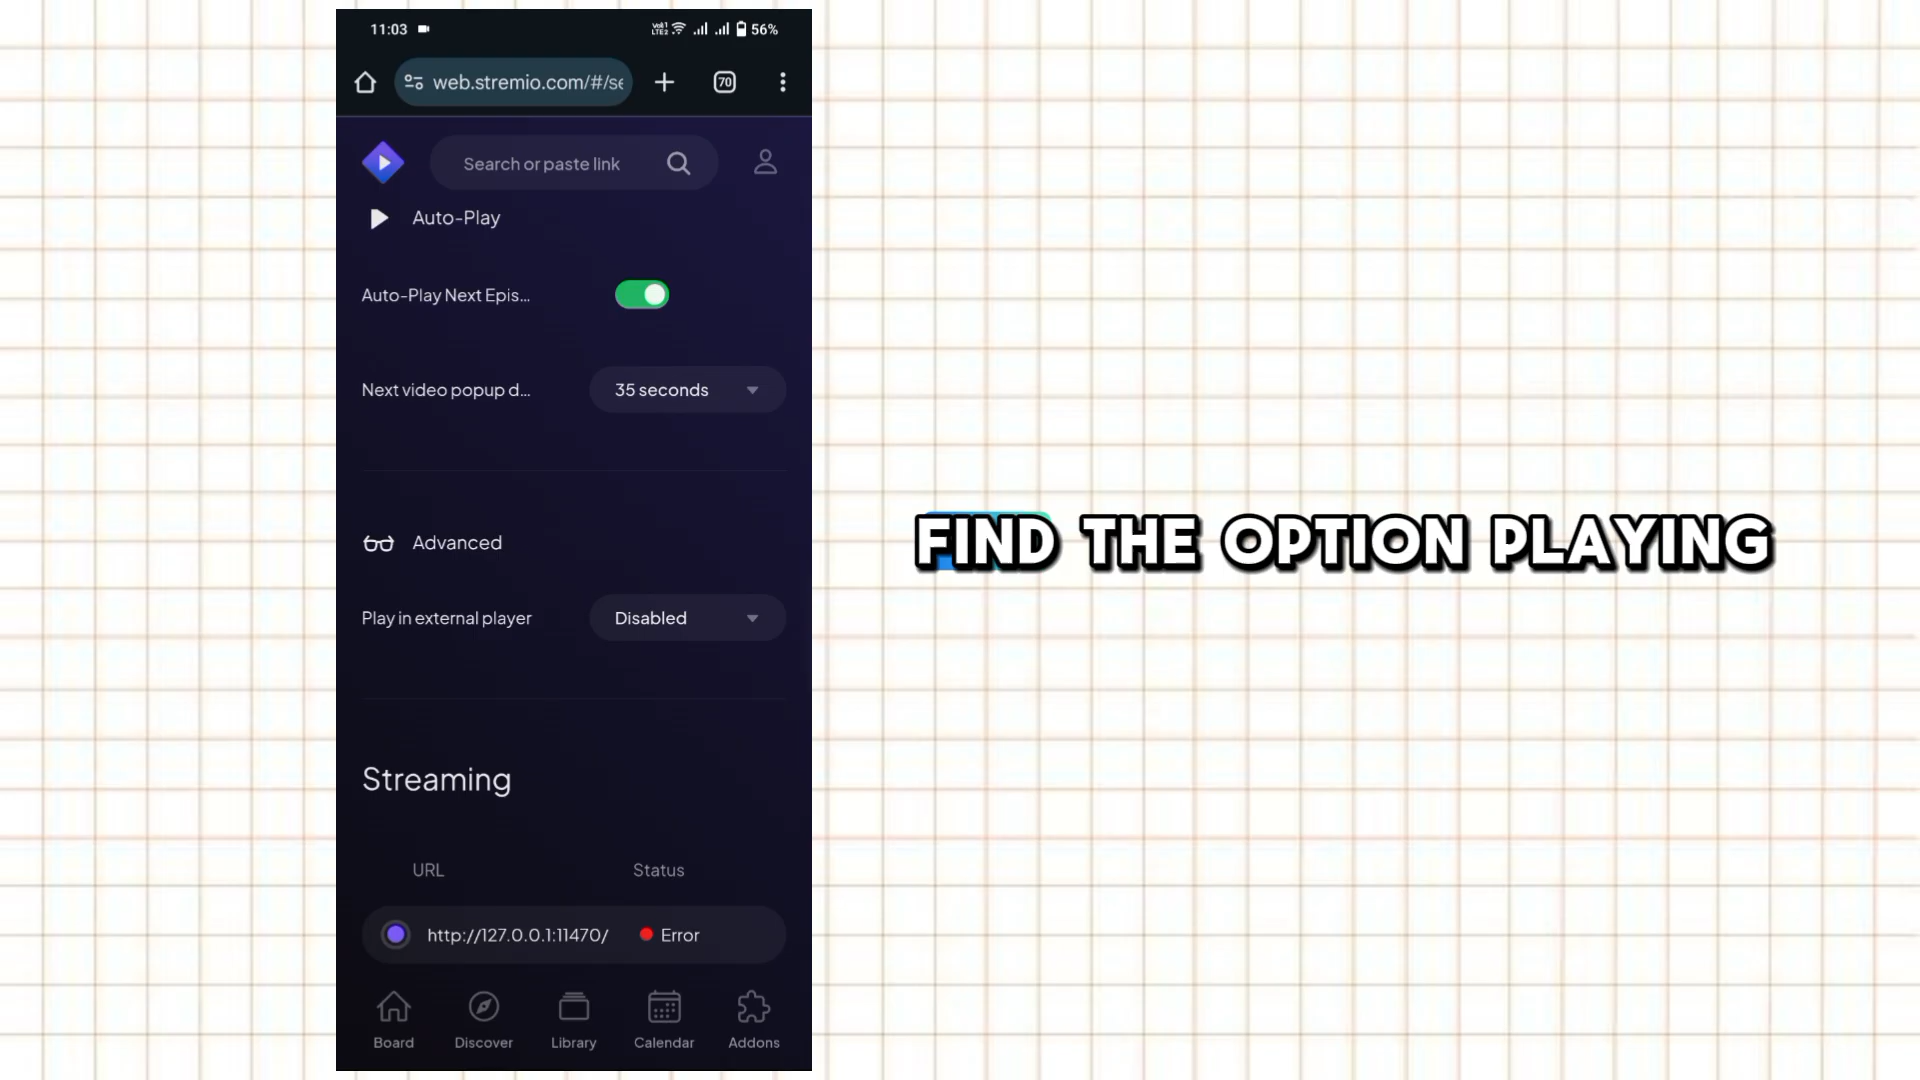 11:03
Vo1
LTE2
56%
web.stremio.com/#/se
70
Search or paste link
Auto-Play
Auto-Play Next Epis...
Next video popup d...
35 seconds
Advanced
Play in external player
Disabled
Streaming
URL
Status
http://127.0.0.1:11470/
Error
Board
Discover
Library
Calendar
Addons
FIND THE OPTION PLAYING